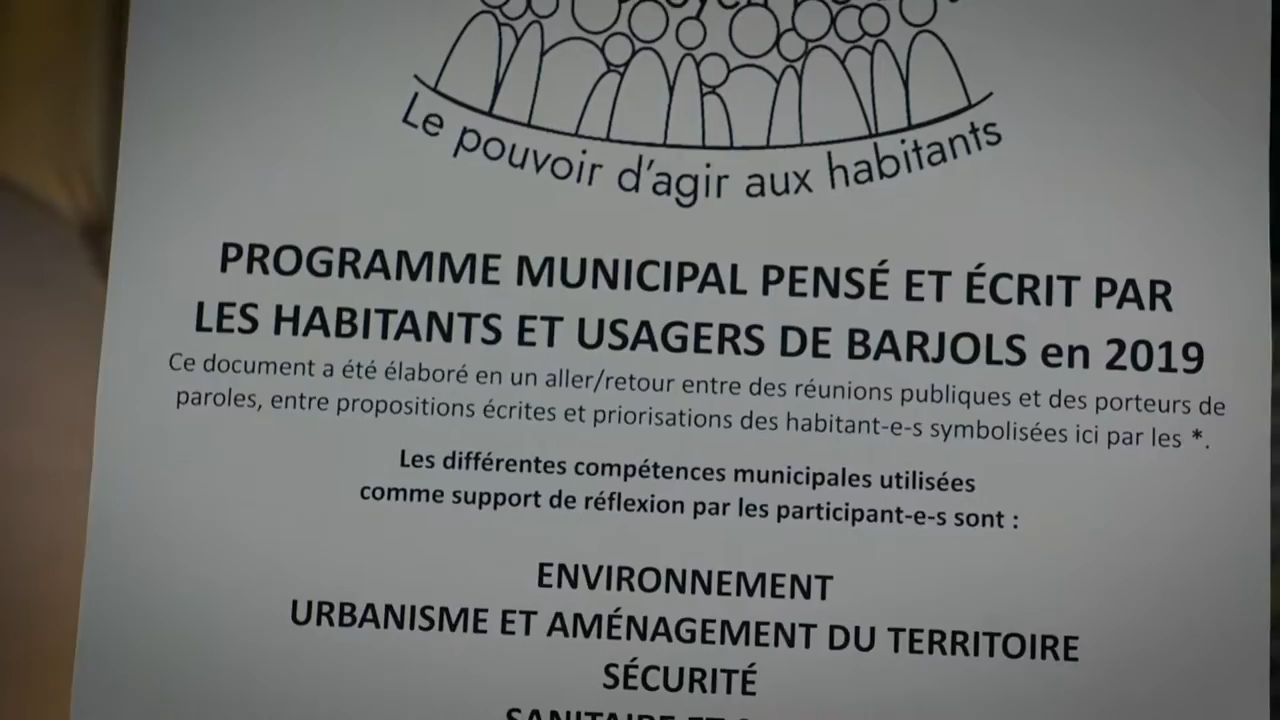 Le pouvoir d'agir aux habitants
PROGRAMME MUNICIPAL PENSÉ ET ÉCRIT PAR
LES HABITANTS ET USAGERS DE BARJOLS en 2019
Ce document a été élaboré en un aller/retour entre des réunions publiques et des porteurs de
paroles, entre propositions écrites et priorisations des habitant-e-s symbolisées ici par les *.
Les différentes compétences municipales utilisées
comme support de réflexion par les participant-e-s sont :
ENVIRONNEMENT
URBANISME ET AMÉNAGEMENT DU TERRITOIRE
SÉCURITÉ
SANITAIRE ET